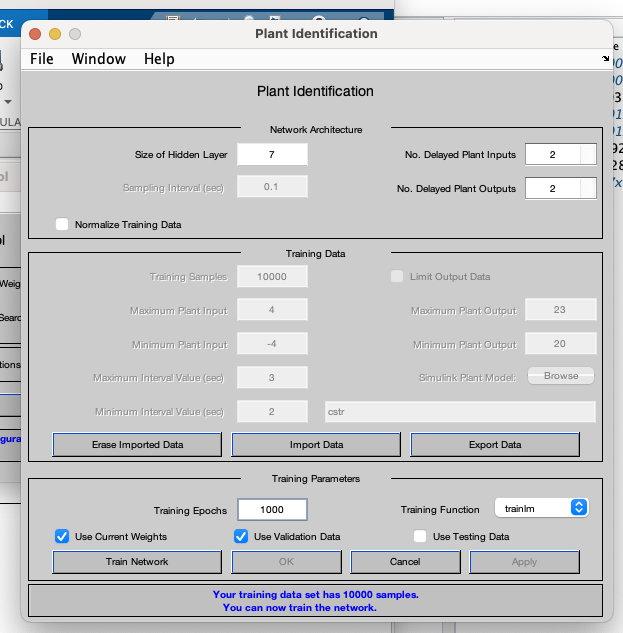 CK
Plant Identification
File Window Help
Plant Identification
Network Architecture
Size of Hidden Layer 7 No. Delayed Plant Inputs 2
Sampling Interval (sec) 0.1 No. Delayed Plant Outputs 2
Normalize Training Data
Training Data
Training Samples 10000 Limit Output Data
Maximum Plant Input 4 Maximum Plant Output 23
Minimum Plant Input -4 Minimum Plant Output 20
Maximum Interval Value (sec) 3 Simulink Plant Model: Browse
Minimum Interval Value (sec) 2 cstr
Erase Imported Data Import Data Export Data
Training Parameters
Training Epochs 1000 Training Function trainlm
Use Current Weights Use Validation Data Use Testing Data
Train Network OK Cancel Apply
Your training data set has 10000 samples.
You can now train the network.